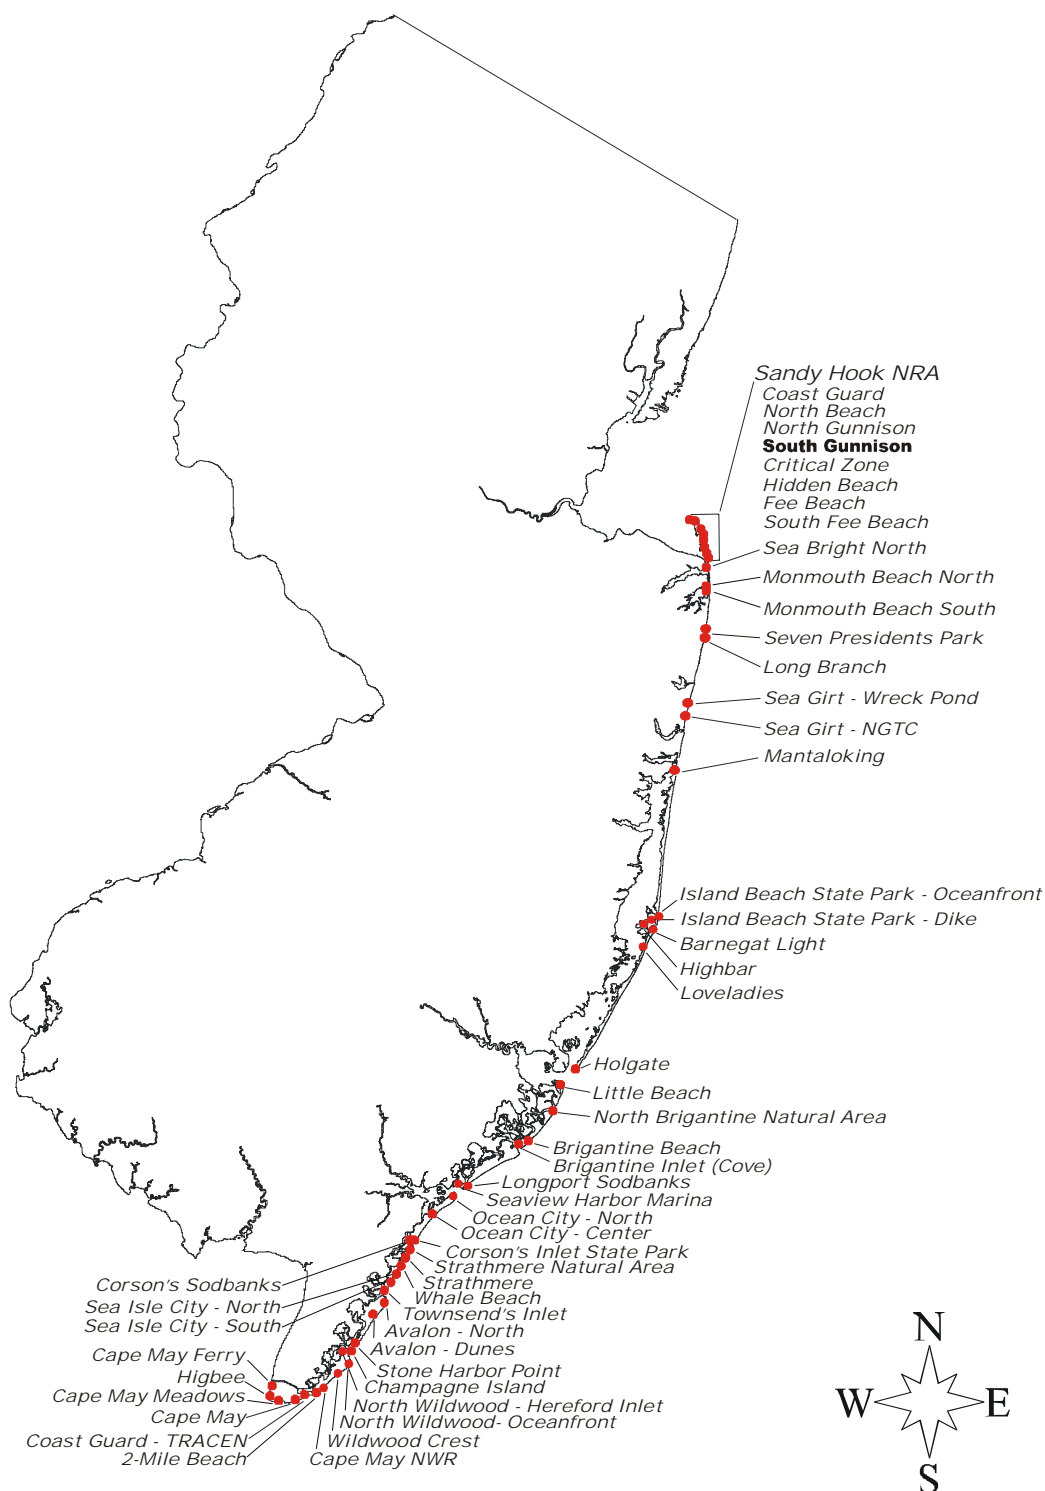 Sandy Hook NRA
Coast Guard
North Beach
North Gunnison
South Gunnison
Critical Zone
Hidden Beach
Fee Beach
South Fee Beach
Sea Bright North
Monmouth Beach North
Monmouth Beach South
Seven Presidents Park
Long Branch
Sea Girt - Wreck Pond
Sea Girt - NGTC
Mantaloking
Island Beach State Park - Oceanfront
Island Beach State Park - Dike
Barnegat Light
Highbar
Loveladies
Holgate
Little Beach
North Brigantine Natural Area
Brigantine Beach
Brigantine Inlet (Cove)
Longport Sodbanks
Seaview Harbor Marina
Ocean City - North
Ocean City - Center
Corson's Inlet State Park
Strathmere Natural Area
Strathmere
Whale Beach
Townsend's Inlet
Avalon - North
Avalon - Dunes
Stone Harbor Point
Champagne Island
North Wildwood - Hereford Inlet
North Wildwood- Oceanfront
Wildwood Crest
Cape May NWR
Corson's Sodbanks
Sea Isle City - North
Sea Isle City - South
Cape May Ferry
Higbee
Cape May Meadows
Cape May
Coast Guard - TRACEN
2-Mile Beach
N
W
E
S